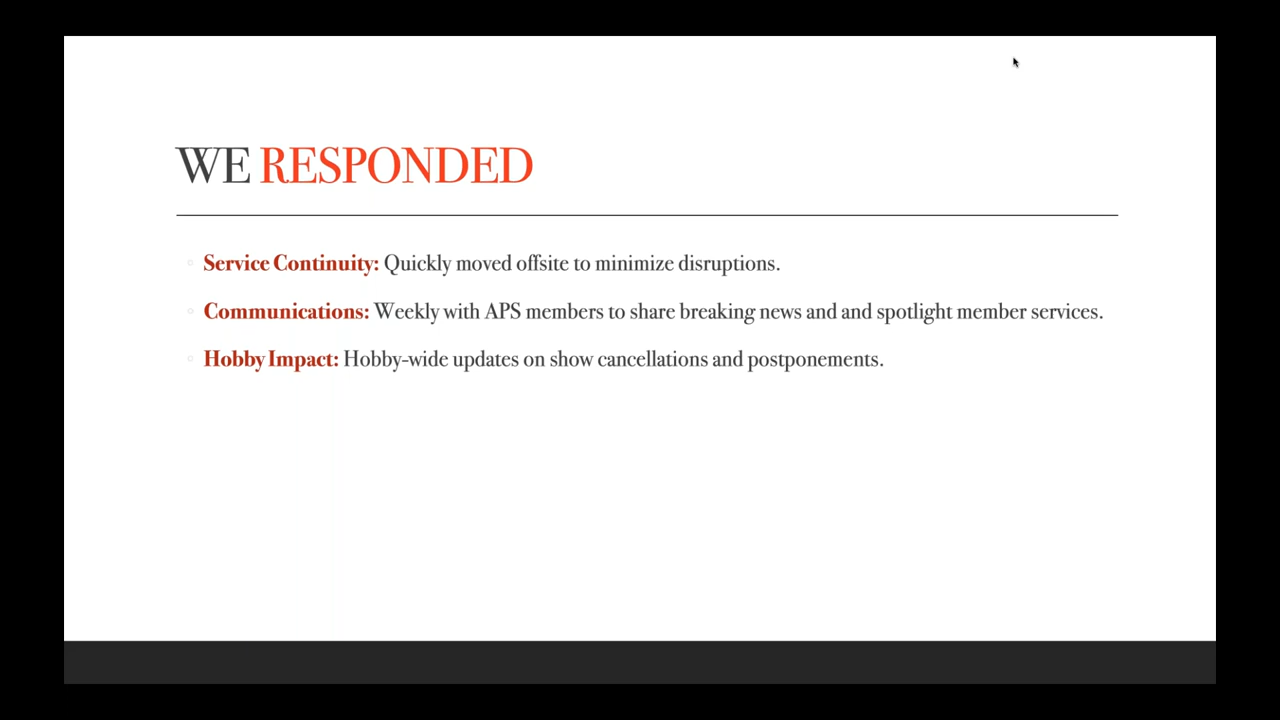 WE RESPONDED
Service Continuity: Quickly moved offsite to minimize disruptions.
Communications: Weekly with APS members to share breaking news and and spotlight member services.
Hobby Impact: Hobby-wide updates on show cancellations and postponements.